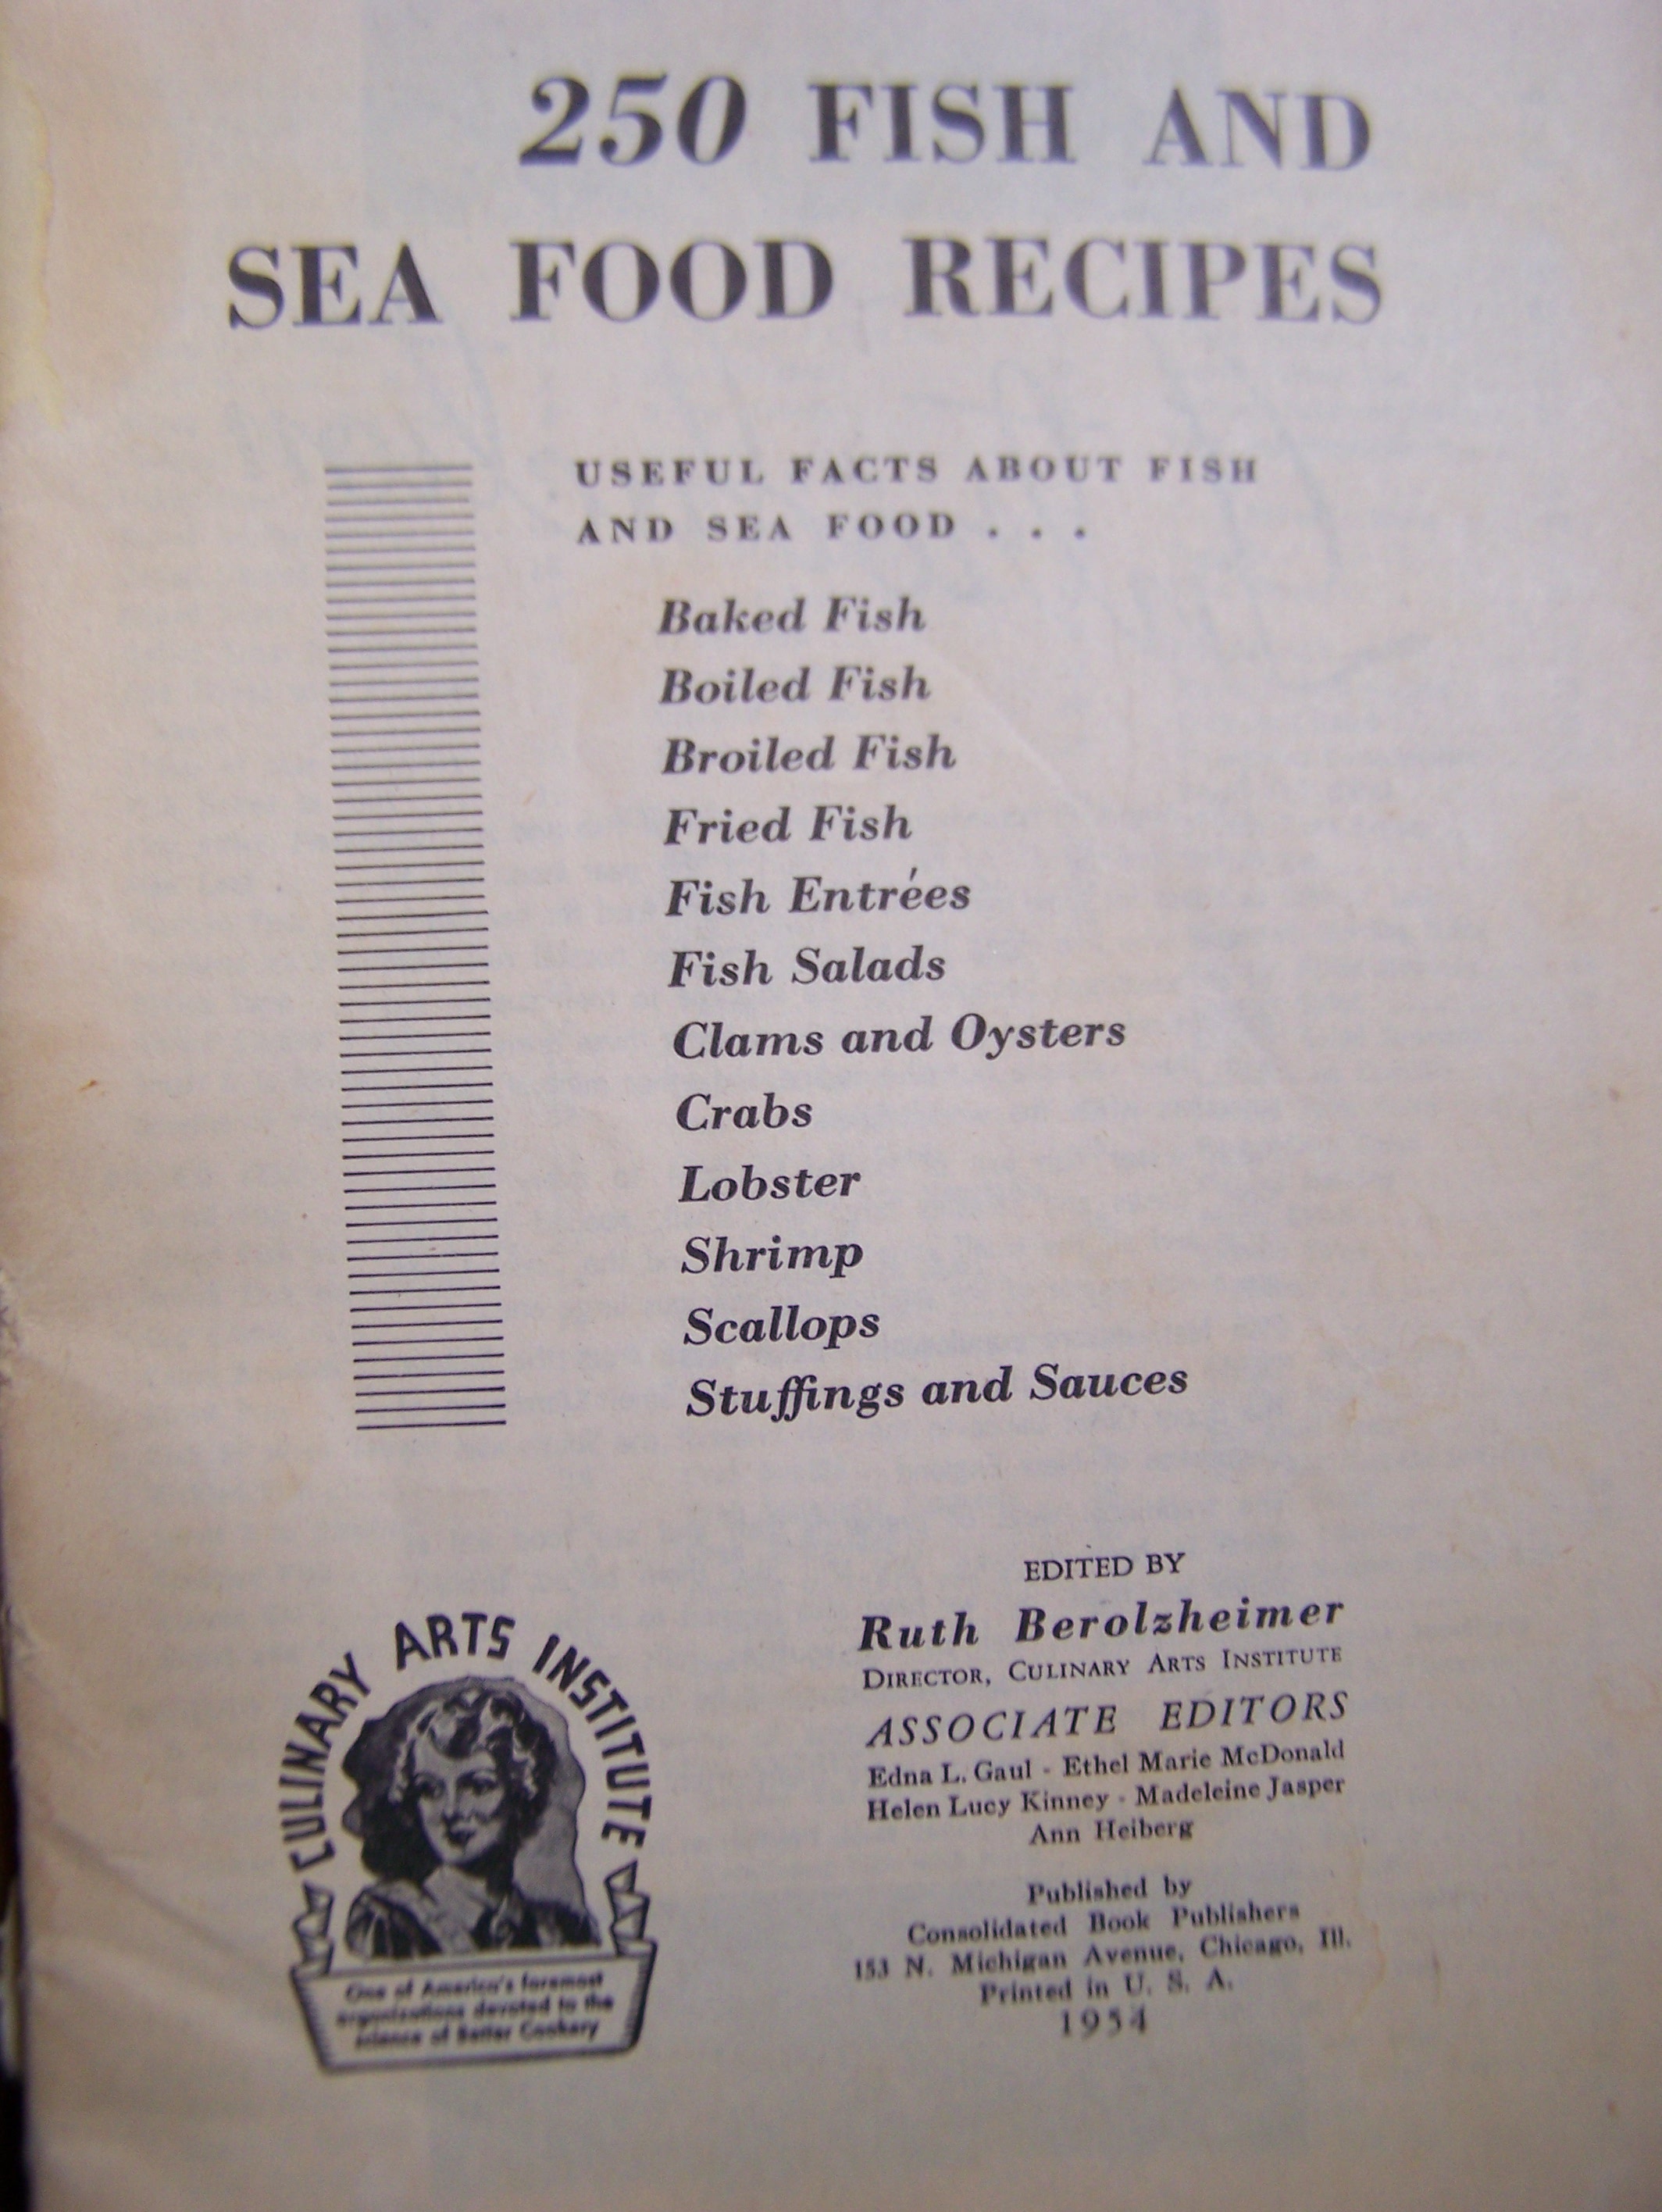 250 FISH AND
SEA FOOD RECIPES
USEFUL FACTS ABOUT FISH
AND SEA FOOD . . .
Baked Fish
Boiled Fish
Broiled Fish
Fried Fish
Fish Entrées
Fish Salads
Clams and Oysters
Crabs
Lobster
Shrimp
Scallops
Stuffings and Sauces
EDITED BY
Ruth Berolzheimer
DIRECTOR, CULINARY ARTS INSTITUTE
ASSOCIATE EDITORS
Edna L. Gaul - Ethel Marie McDonald
Helen Lucy Kinney - Madeleine Jasper
Ann Heiberg
Published by
Consolidated Book Publishers
153 N. Michigan Avenue, Chicago, Ill.
Printed in U. S. A.
1954
CULINARY ARTS INSTITUTE
One of America's foremost
organizations devoted to the
science of Better Cookery